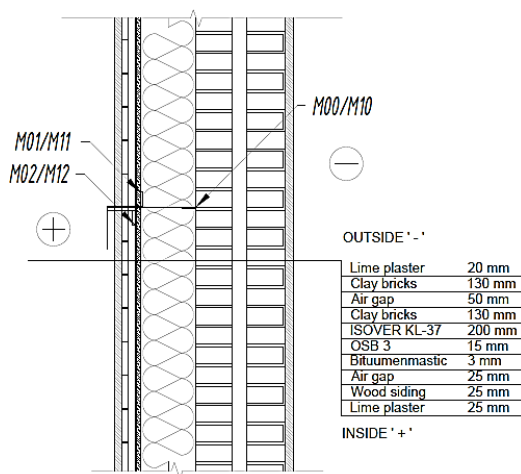 M00/M10
M01/M11
M02/M12
+
-
OUTSIDE ' - '
Lime plaster 20 mm
Clay bricks 130 mm
Air gap 50 mm
Clay bricks 130 mm
ISOVER KL-37 200 mm
OSB 3 15 mm
Bituumenmastic 3 mm
Air gap 25 mm
Wood siding 25 mm
Lime plaster 25 mm
INSIDE ' + '